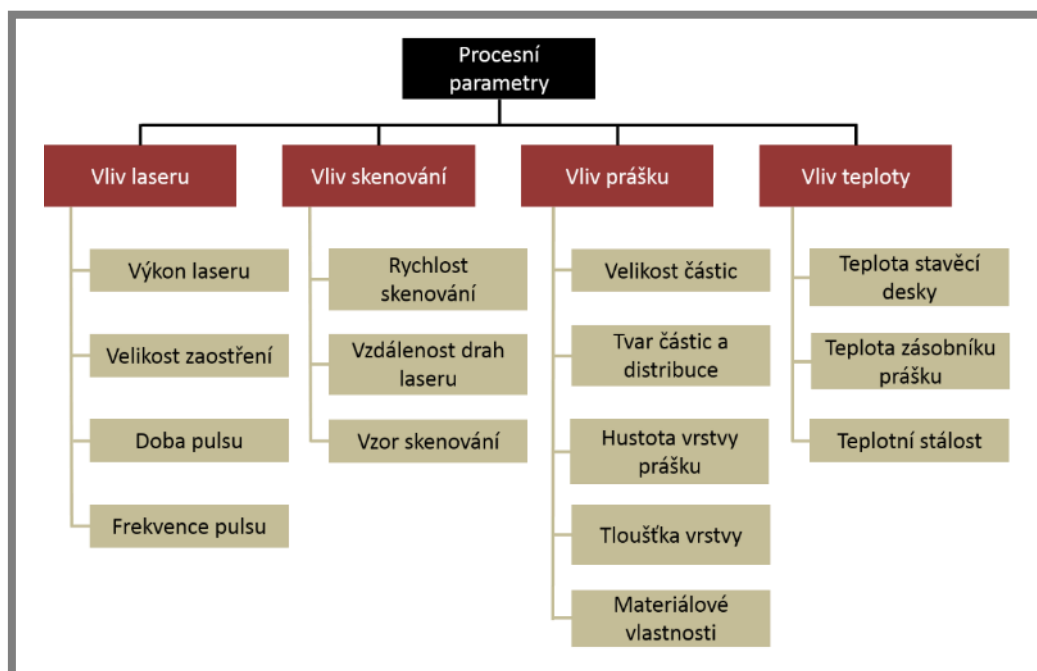 Procesní
parametry
Vliv laseru
Výkon laseru
Velikost zaostření
Doba pulsu
Frekvence pulsu
Vliv skenování
Rychlost
skenování
Vzdálenost drah
laseru
Vzor skenování
Vliv prášku
Velikost částic
Tvar částic a
distribuce
Hustota vrstvy
prášku
Tloušťka vrstvy
Materiálové
vlastnosti
Vliv teploty
Teplota stavěcí
desky
Teplota zásobníku
prášku
Teplotní stálost